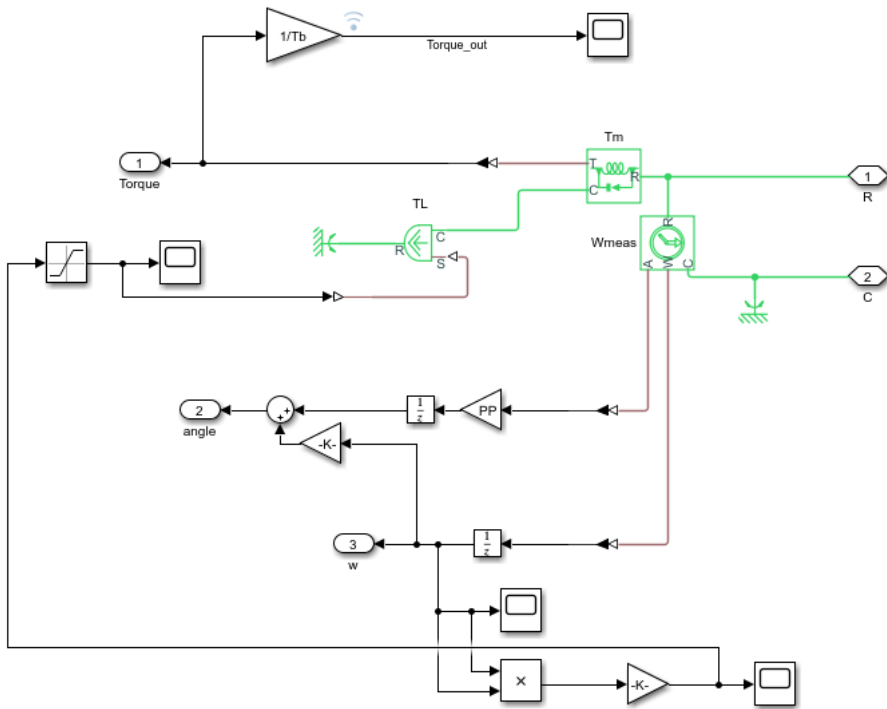 1/Tb
Torque_out
Tm
1
Torque
T
R
C
1
R
TL
C
R
S
Wmeas
R
A
W
C
2
C
2
angle
+
+
1
z
PP
-K-
3
w
1
z
×
-K-